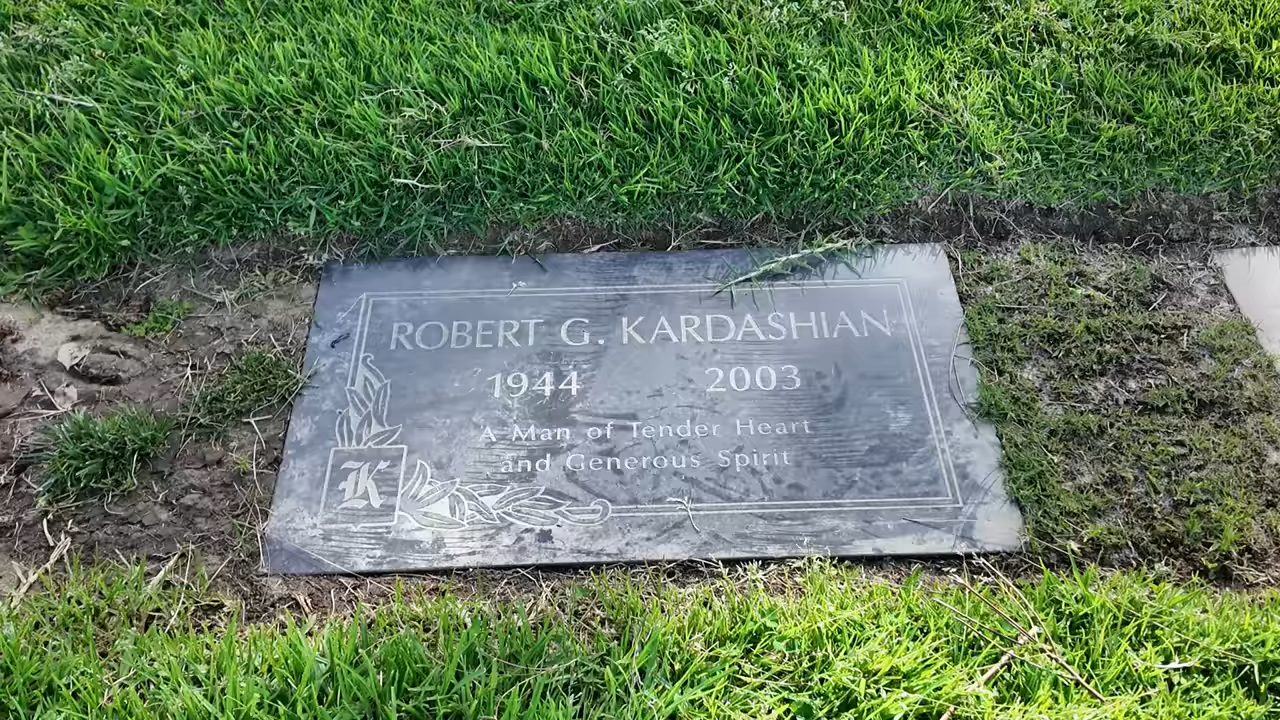 ROBERT G. KARDASHIAN
1944 2003
A Man of Tender Heart
and Generous Spirit
K